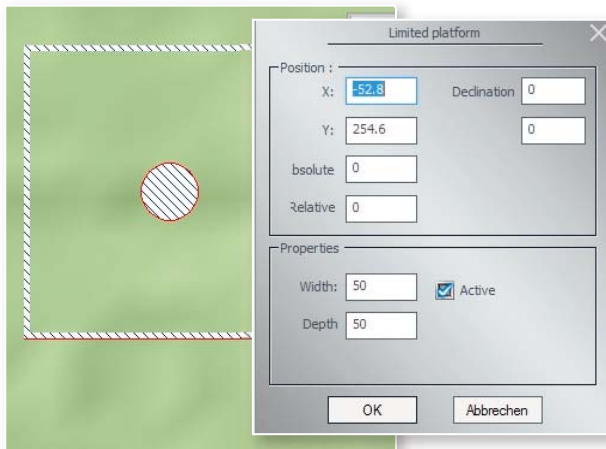 Limited platform
Position :
X: -52.8 Declination 0
Y: 254.6 0
bsolute 0
Relative 0
Properties
Width: 50 Active
Depth 50
OK Abbrechen